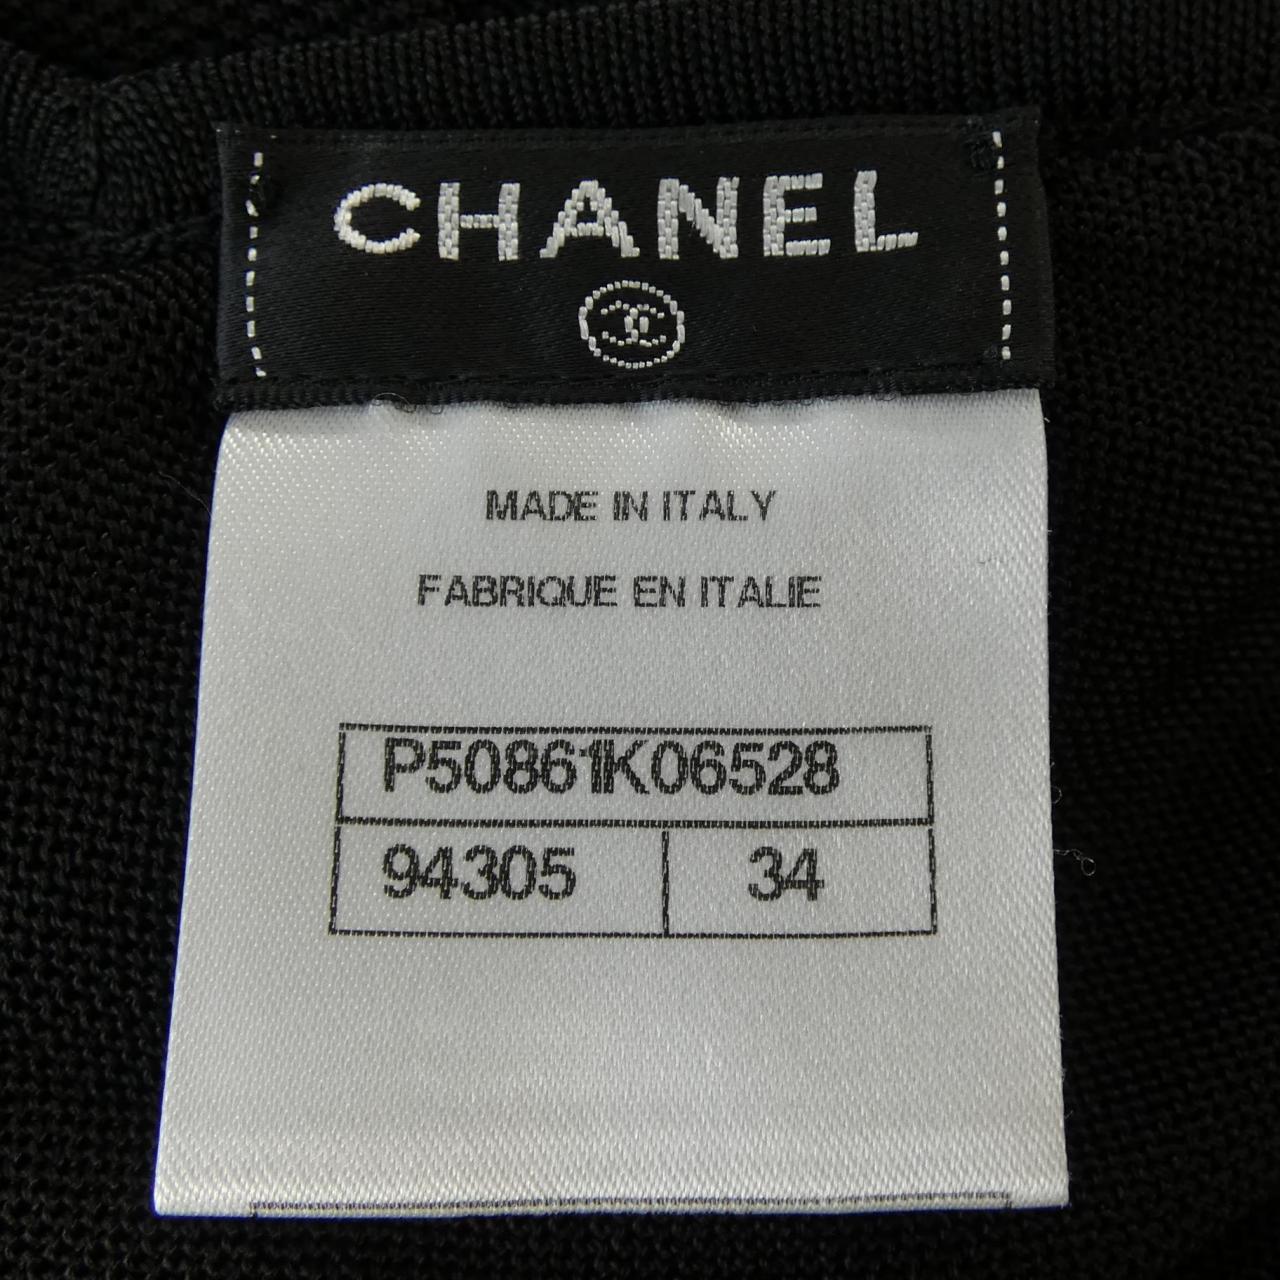 CHANEL
MADE IN ITALY
FABRIQUE EN ITALIE
P50861K06528
94305 34